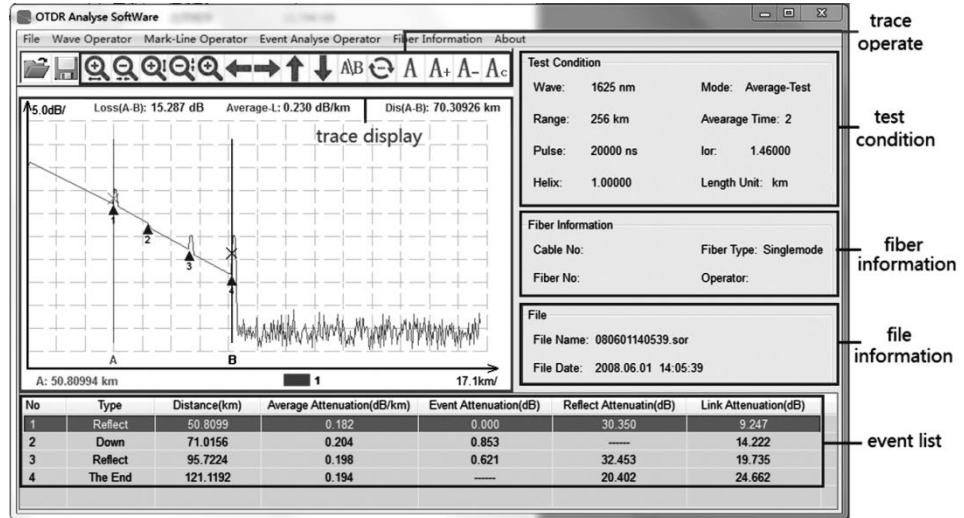 OTDR Analyse SoftWare
File Wave Operator Mark-Line Operator Event Analyse Operator Fiber Information About
A\B A A+ A- Ac
trace operate
5.0dB/ Loss(A-B): 15.287 dB Average-L: 0.230 dB/km Dis(A-B): 70.30926 km
trace display
1
2
3
4
A B
A: 50.80994 km 1 17.1km/
Test Condition
Wave: 1625 nm Mode: Average-Test
Range: 256 km Avearage Time: 2
Pulse: 20000 ns Ior: 1.46000
Helix: 1.00000 Length Unit: km
test condition
Fiber Information
Cable No: Fiber Type: Singlemode
Fiber No: Operator:
fiber information
File
File Name: 080601140539.sor
File Date: 2008.06.01 14:05:39
file information
No Type Distance(km) Average Attenuation(dB/km) Event Attenuation(dB) Reflect Attenuatin(dB) Link Attenuation(dB)
1 Reflect 50.8099 0.182 0.000 30.350 9.247
2 Down 71.0156 0.204 0.853 ------ 14.222
3 Reflect 95.7224 0.198 0.621 32.453 19.735
4 The End 121.1192 0.194 ------ 20.402 24.662
event list